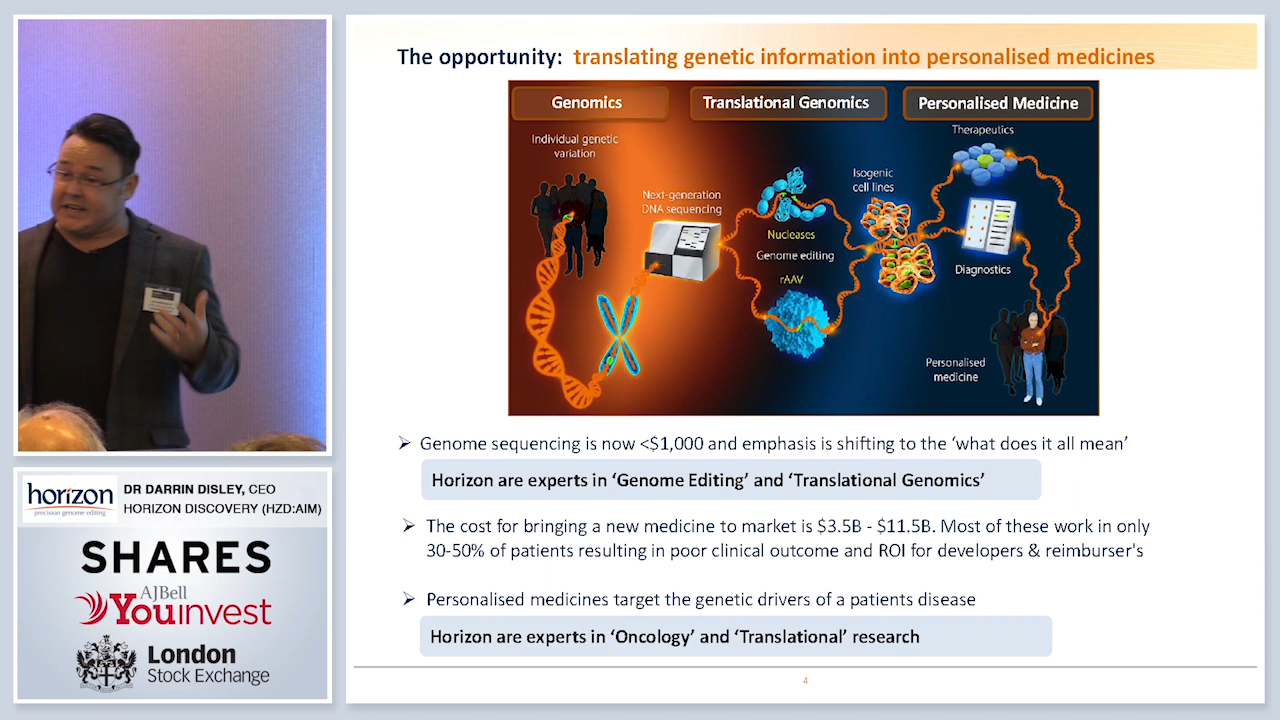 The opportunity: translating genetic information into personalised medicines
Genomics
Translational Genomics
Personalised Medicine
Individual genetic
variation
Next-generation
DNA sequencing
Nucleases
Genome editing
rAAV
Isogenic
cell lines
Therapeutics
Diagnostics
Personalised
medicine
Genome sequencing is now <$1,000 and emphasis is shifting to the ‘what does it all mean’
Horizon are experts in ‘Genome Editing’ and ‘Translational Genomics’
The cost for bringing a new medicine to market is $3.5B - $11.5B. Most of these work in only
30-50% of patients resulting in poor clinical outcome and ROI for developers & reimburser's
Personalised medicines target the genetic drivers of a patients disease
Horizon are experts in ‘Oncology’ and ‘Translational’ research
4
horizon
precision genome editing
DR DARRIN DISLEY, CEO
HORIZON DISCOVERY (HZD:AIM)
SHARES
AJBell
Youinvest
London
Stock Exchange